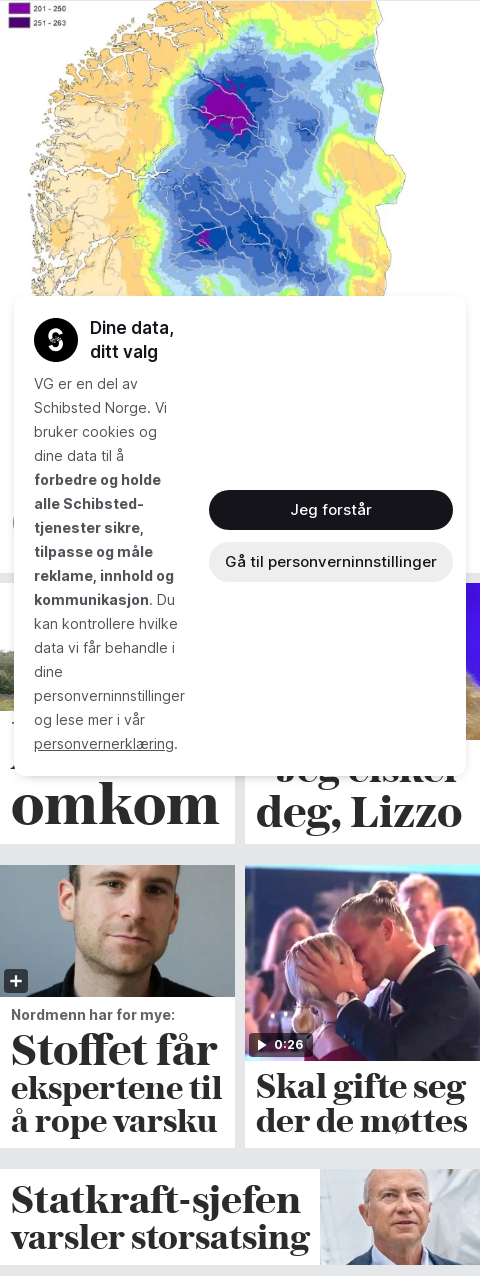 201 - 250
251 - 263
Dine data,
ditt valg
VG er en del av
Schibsted Norge. Vi
bruker cookies og
dine data til å
forbedre og holde
alle Schibsted-
tjenester sikre,
tilpasse og måle
reklame, innhold og
kommunikasjon. Du
kan kontrollere hvilke
data vi får behandle i
dine
personverninnstillinger
og lese mer i vår
personvernerklæring.
Jeg forstår
Gå til personverninnstillinger
omkom
Jeg elsker
deg, Lizzo
Nordmenn har for mye:
Stoffet får
ekspertene til
å rope varsku
0:26
Skal gifte seg
der de møttes
Statkraft-sjefen
varsler storsatsing